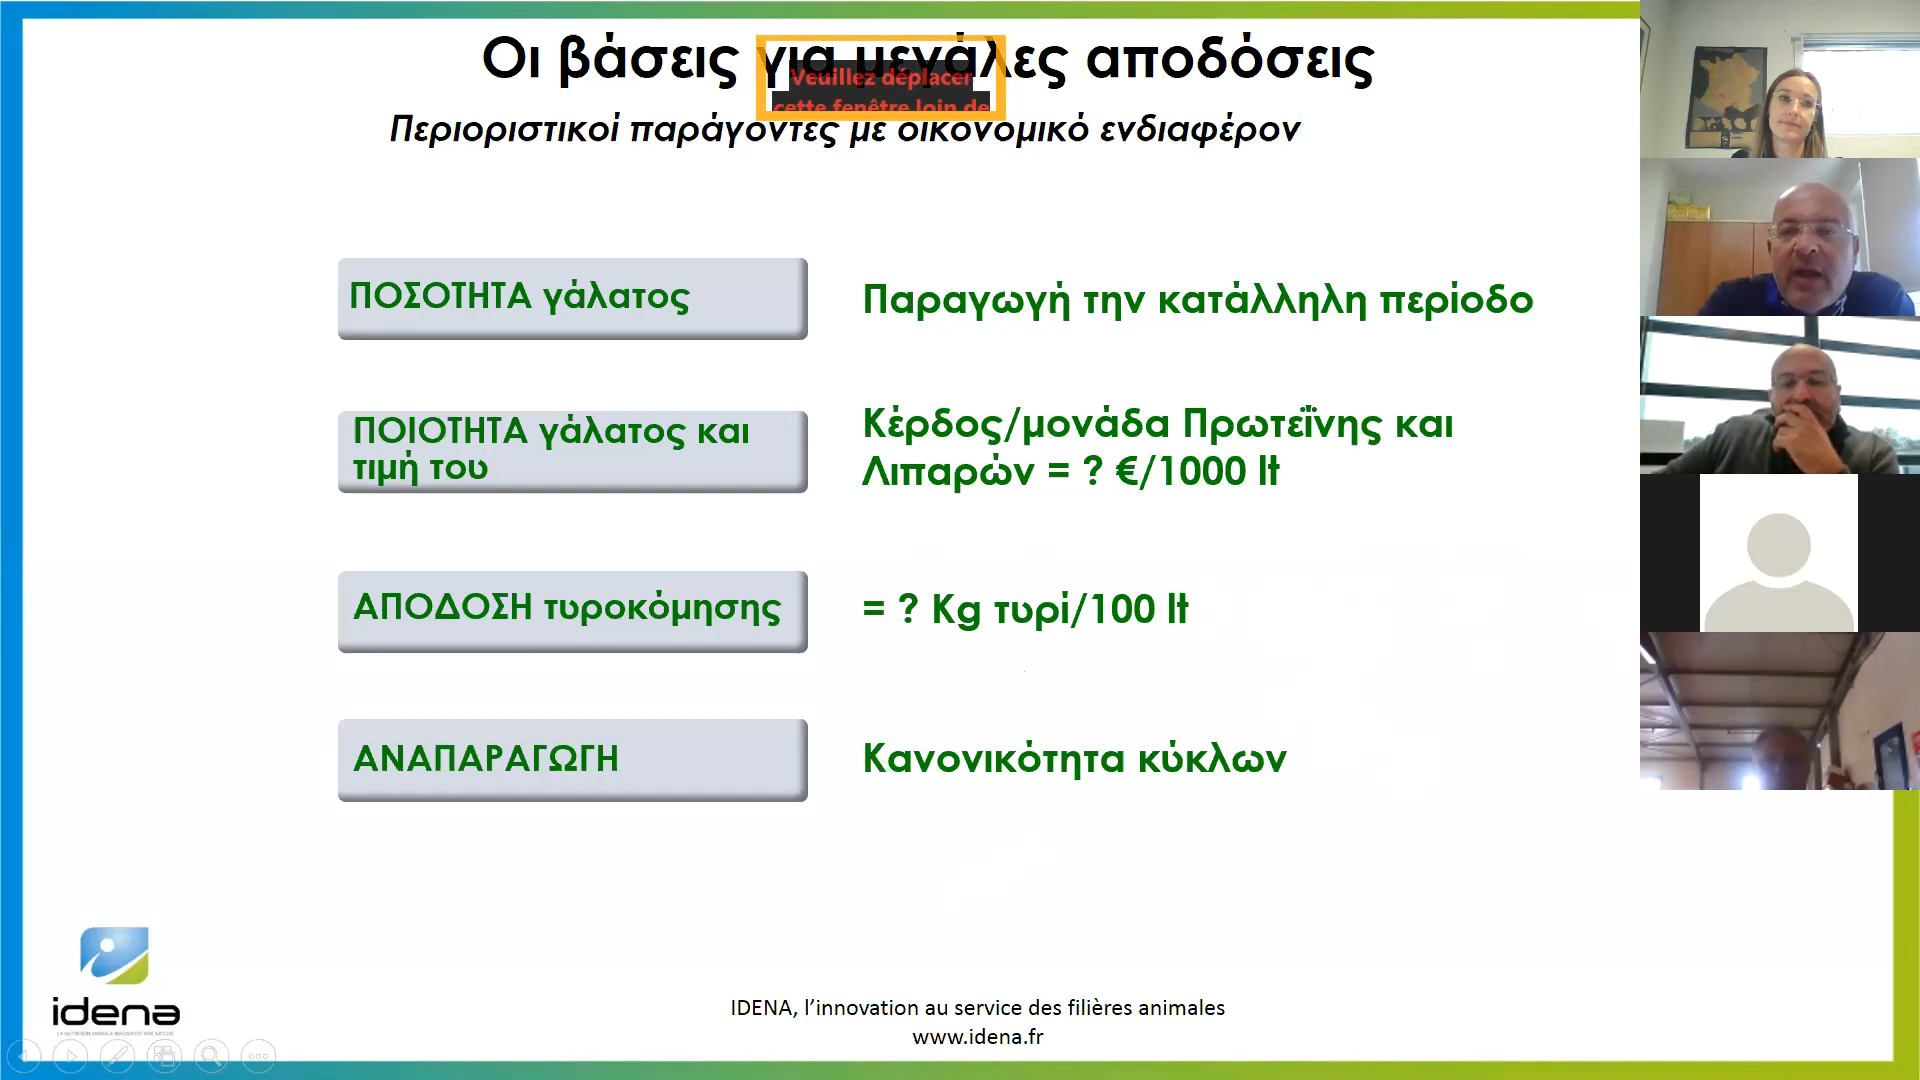 Οι βάσεις για μεγάλες αποδόσεις
Veuillez déplacer
cette fenêtre loin de
Περιοριστικοί παράγοντες με οικονομικό ενδιαφέρον
ΠΟΣΟΤΗΤΑ γάλατος
Παραγωγή την κατάλληλη περίοδο
ΠΟΙΟΤΗΤΑ γάλατος και
τιμή του
Κέρδος/μονάδα Πρωτεΐνης και
Λιπαρών = ? €/1000 lt
ΑΠΟΔΟΣΗ τυροκόμησης
= ? Kg τυρί/100 lt
ΑΝΑΠΑΡΑΓΩΓΗ
Κανονικότητα κύκλων
idena
IDENA, l’innovation au service des filières animales
www.idena.fr